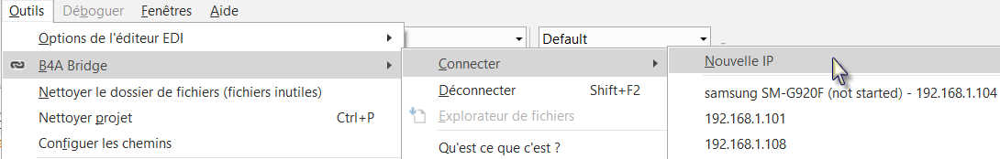 Outils Déboguer Fenêtres Aide
Options de l'éditeur EDI
Default
B4A Bridge
Connecter
Nouvelle IP
Nettoyer le dossier de fichiers (fichiers inutiles)
Déconnecter Shift+F2
samsung SM-G920F (not started) - 192.168.1.104
Nettoyer projet Ctrl+P
Explorateur de fichiers
192.168.1.101
Configuer les chemins
Qu'est ce que c'est ?
192.168.1.108